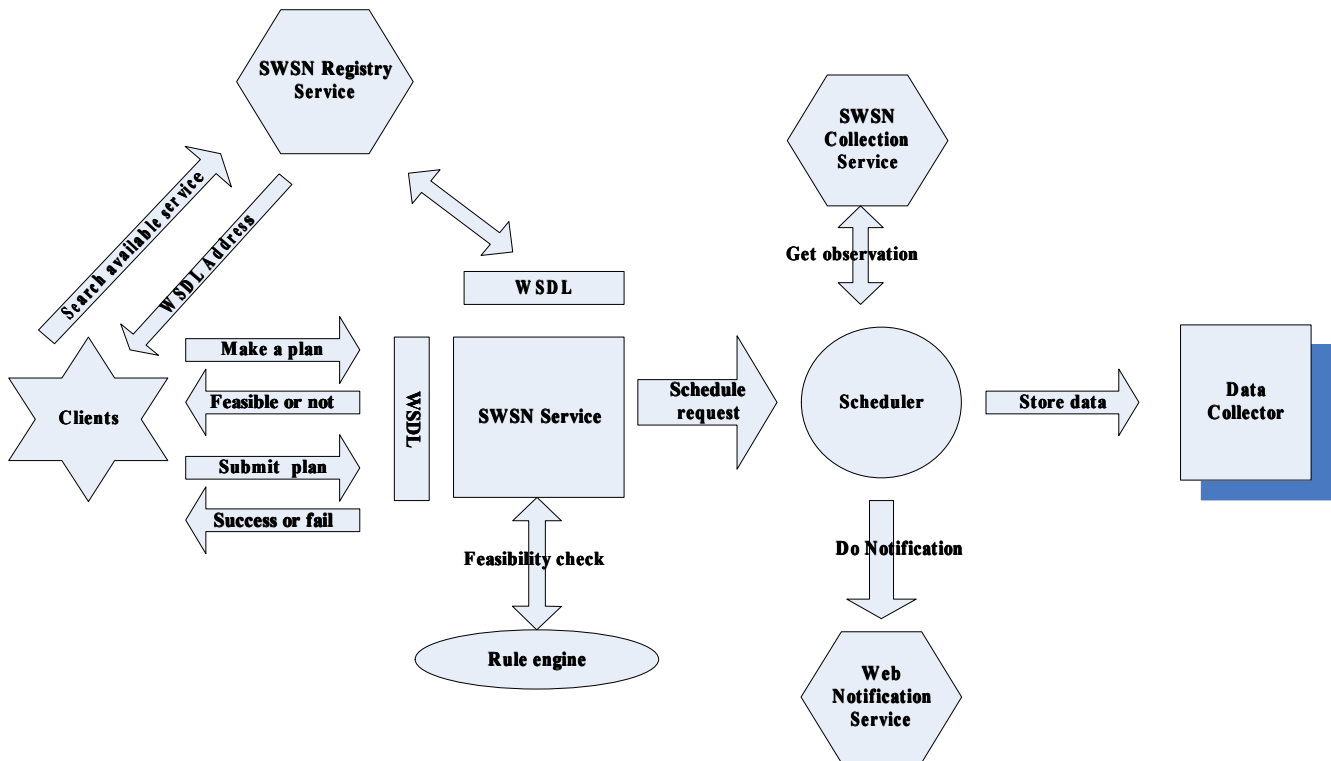 SWSN Registry
Service
SWSN
Collection
Service
Search available service
WSDL Address
Get observation
WSDL
Make a plan
Feasible or not
Submit plan
Success or fail
Clients
WSDL
SWSN Service
Schedule
request
Scheduler
Store data
Data
Collector
Feasibility check
Do Notification
Rule engine
Web
Notification
Service